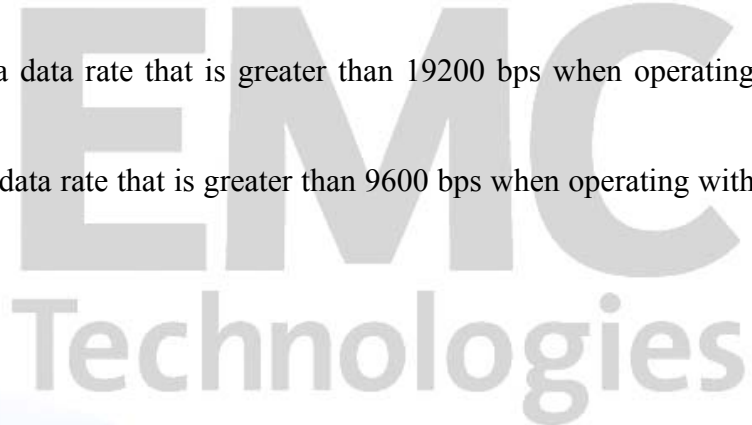 a data rate that is greater than 19200 bps when operating
data rate that is greater than 9600 bps when operating with
EMC
Technologies